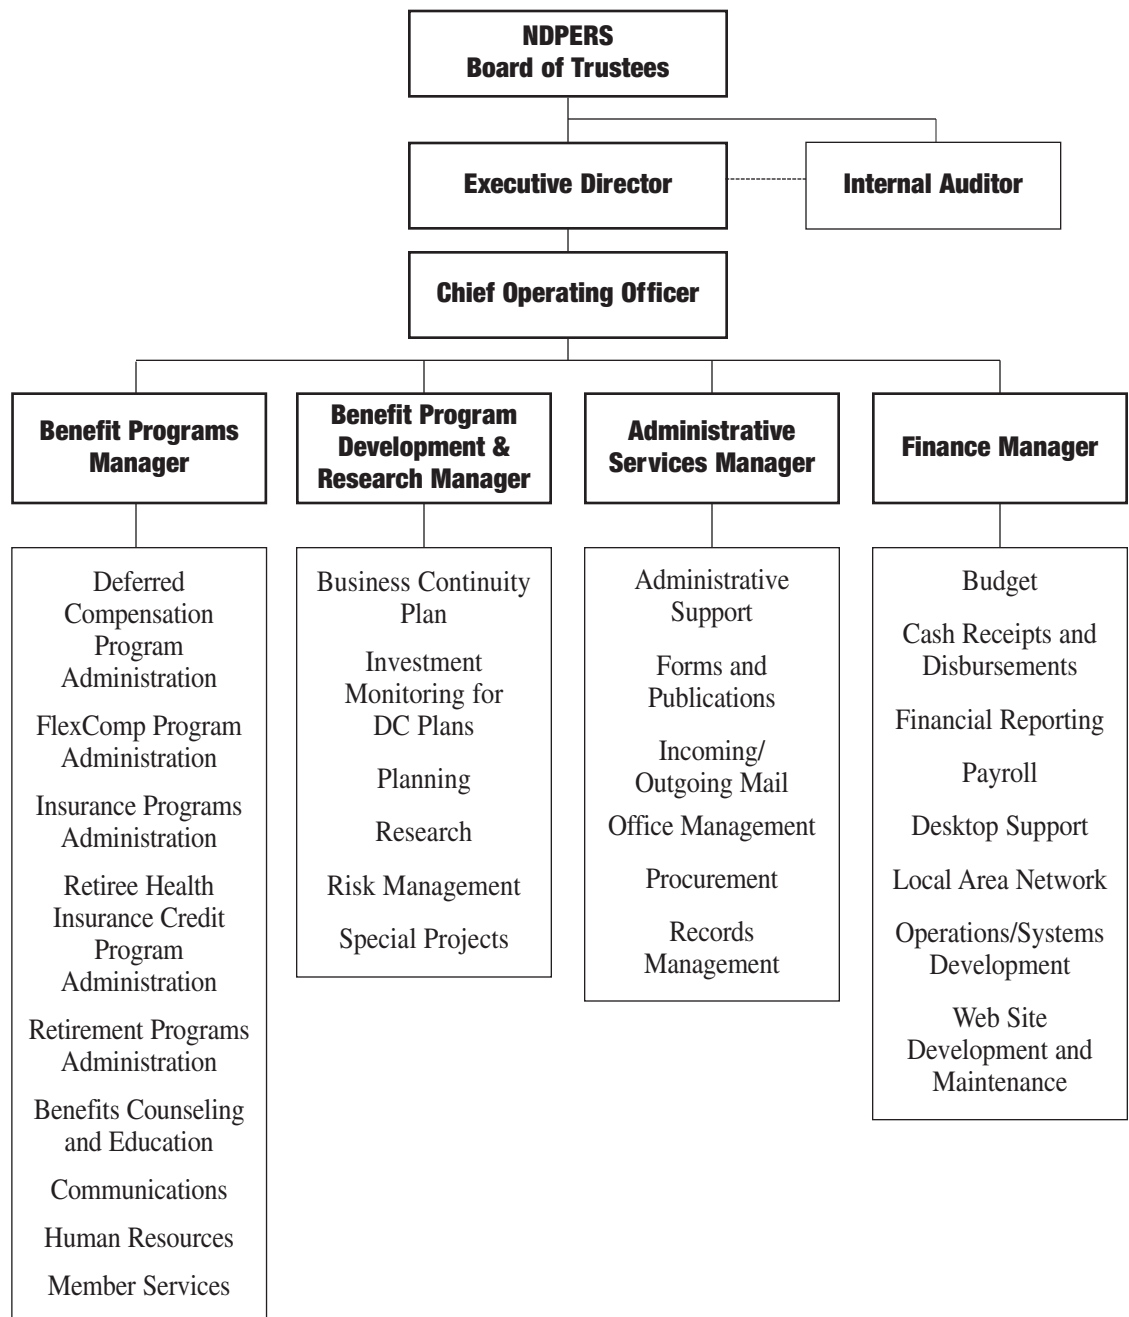 NDPERS
Board of Trustees
Executive Director
Internal Auditor
Chief Operating Officer
Benefit Programs
Manager
Benefit Program
Development &
Research Manager
Administrative
Services Manager
Finance Manager
Deferred
Compensation
Program
Administration
FlexComp Program
Administration
Insurance Programs
Administration
Retiree Health
Insurance Credit
Program
Administration
Retirement Programs
Administration
Benefits Counseling
and Education
Communications
Human Resources
Member Services
Business Continuity
Plan
Investment
Monitoring for
DC Plans
Planning
Research
Risk Management
Special Projects
Administrative
Support
Forms and
Publications
Incoming/
Outgoing Mail
Office Management
Procurement
Records
Management
Budget
Cash Receipts and
Disbursements
Financial Reporting
Payroll
Desktop Support
Local Area Network
Operations/Systems
Development
Web Site
Development and
Maintenance